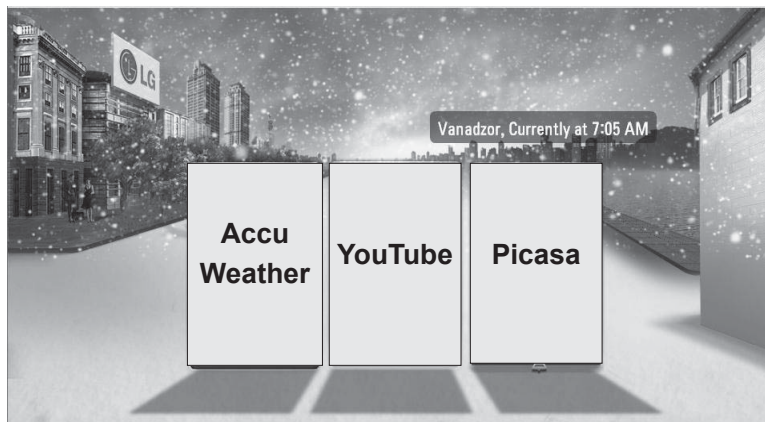 LG
Vanadzor, Currently at 7:05 AM
Accu
Weather
YouTube
Picasa